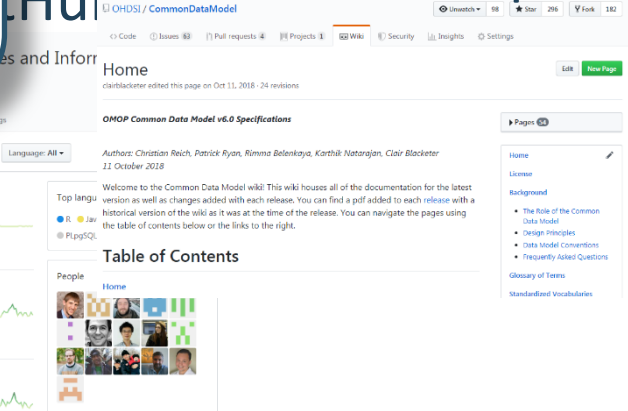 OHDSI / CommonDataModel
Unwatch 98 Star 296 Fork 182
Code Issues 63 Pull requests 4 Projects 1 Wiki Security Insights Settings
es and Inform
Home
Edit New Page
clairblacketer edited this page on Oct 11, 2018 · 24 revisions
OMOP Common Data Model v6.0 Specifications
Pages 54
Language: All
Authors: Christian Reich, Patrick Ryan, Rimma Belenkaya, Karthik Natarajan, Clair Blacketer
11 October 2018
Welcome to the Common Data Model wiki! This wiki houses all of the documentation for the latest
version as well as changes added with each release. You can find a pdf added to each release with a
historical version of the wiki as it was at the time of the release. You can navigate the pages using
the table of contents below or the links to the right.
Table of Contents
Home
Home
License
Background
The Role of the Common
Data Model
Design Principles
Data Model Conventions
Frequently Asked Questions
Glossary of Terms
Standardized Vocabularies
Top langu
R Jav
PLpgSQL
People